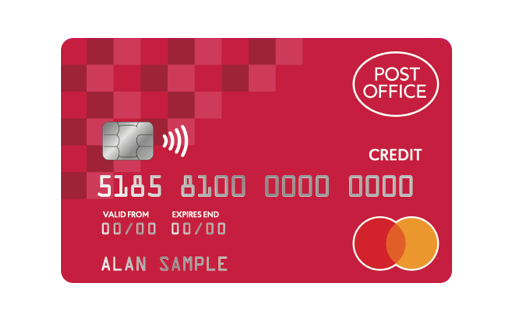 POST
OFFICE
CREDIT
5185 8100 0000 0000
VALID FROM EXPIRES END
00/00 00/00
ALAN SAMPLE